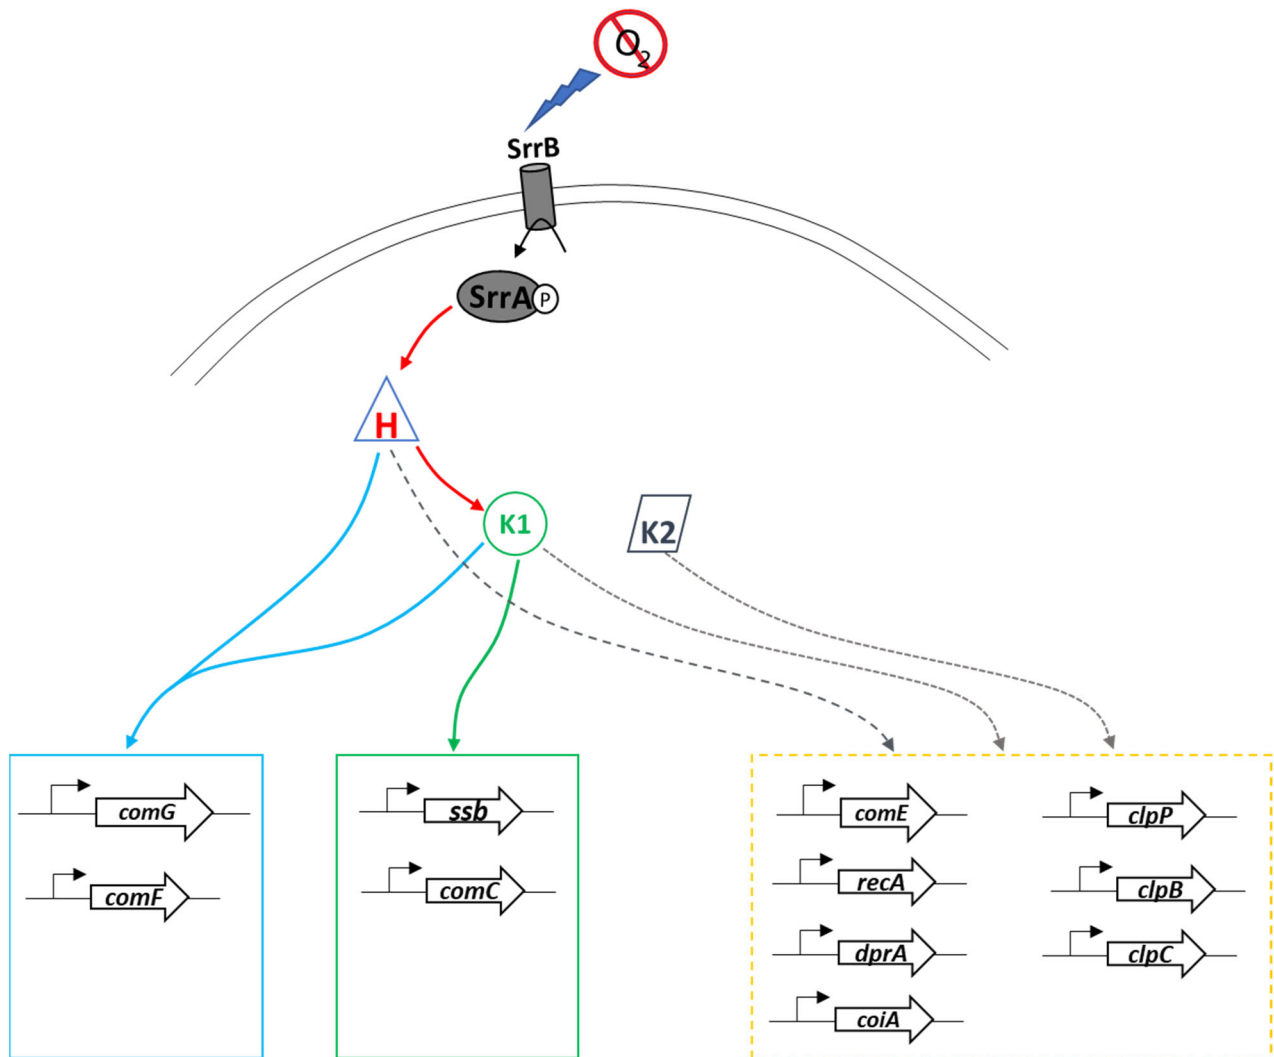 O2
SrrB
SrrA P
H
K1
K2
comG
comF
ssb
comC
comE
recA
dprA
coiA
clpP
clpB
clpC